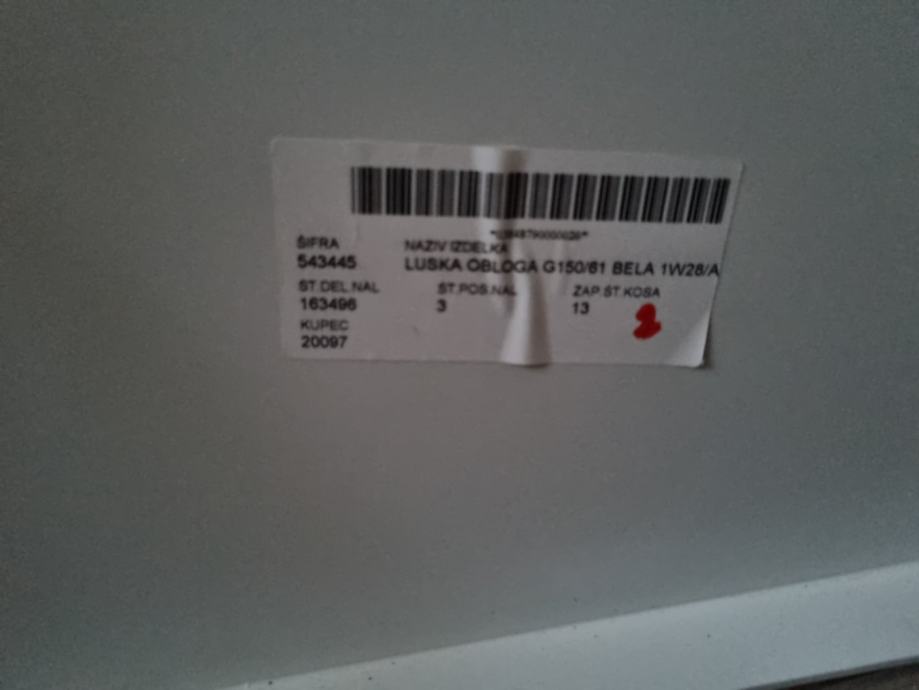 ŠIFRA NAZIV IZDELKA
543445 LUSKA OBLOGA G150/61 BELA 1W28/A
ŠT.DEL.NAL ŠT.POS.NAL ZAP.ŠT.KOSA
163496 3 13 2
KUPEC
20097